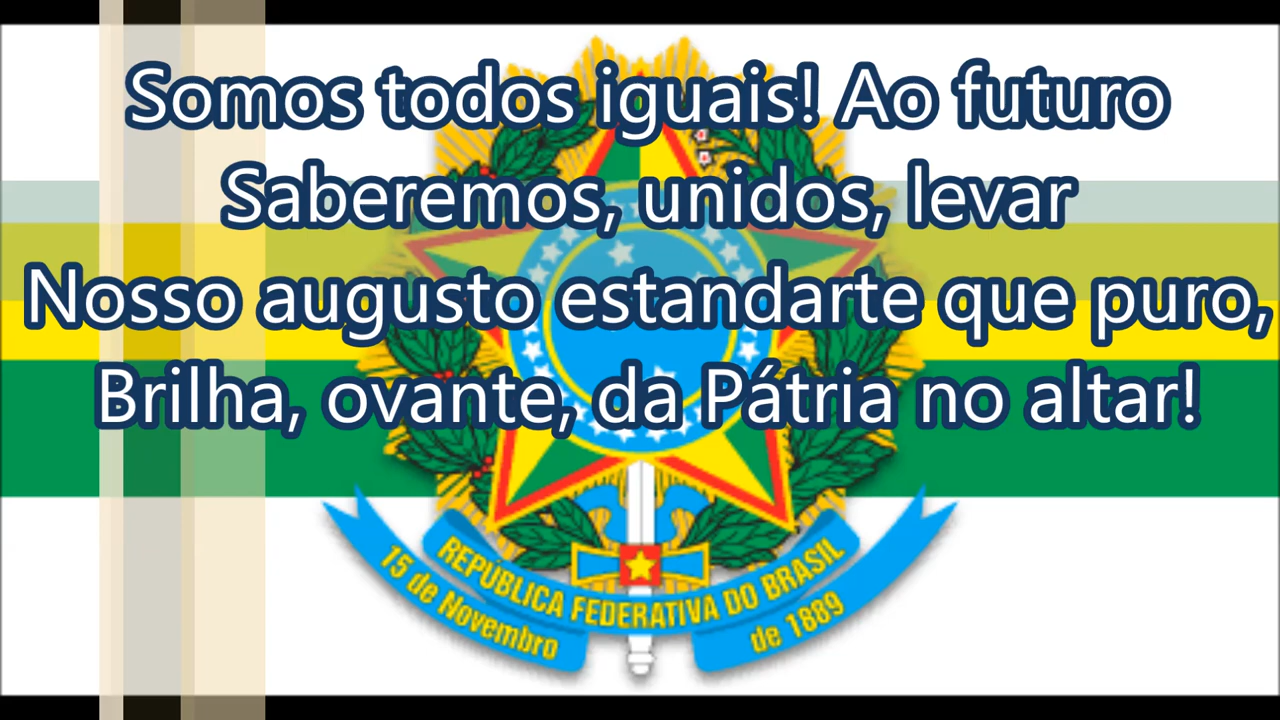 Somos todos iguais! Ao futuro
Saberemos, unidos, levar
Nosso augusto estandarte que puro,
Brilha, ovante, da Pátria no altar!
REPÚBLICA FEDERATIVA DO BRASIL
15 de Novembro
de 1889